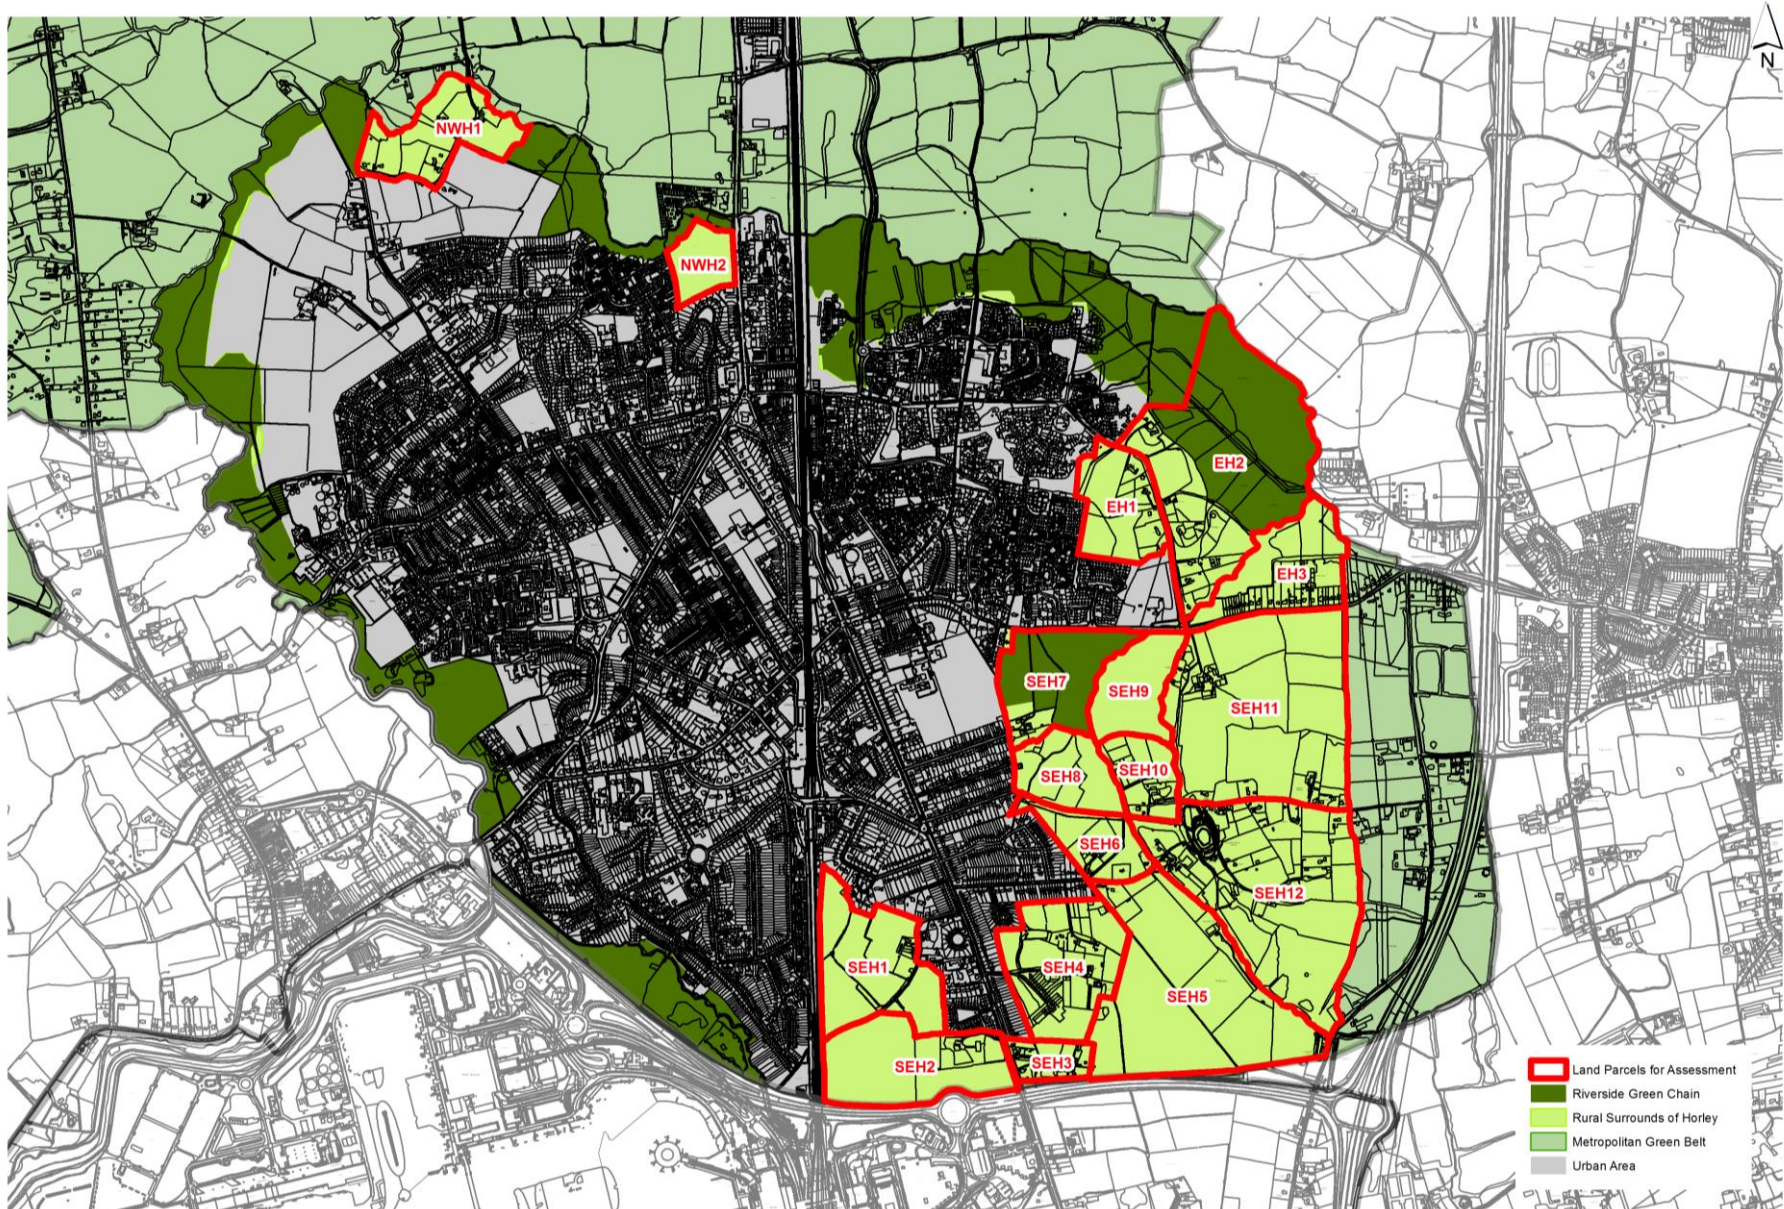 N
NWH1
NWH2
EH2
EH1
EH3
SEH7
SEH9
SEH11
SEH8
SEH10
SEH6
SEH12
SEH1
SEH4
SEH5
SEH2
SEH3
Land Parcels for Assessment
Riverside Green Chain
Rural Surrounds of Horley
Metropolitan Green Belt
Urban Area